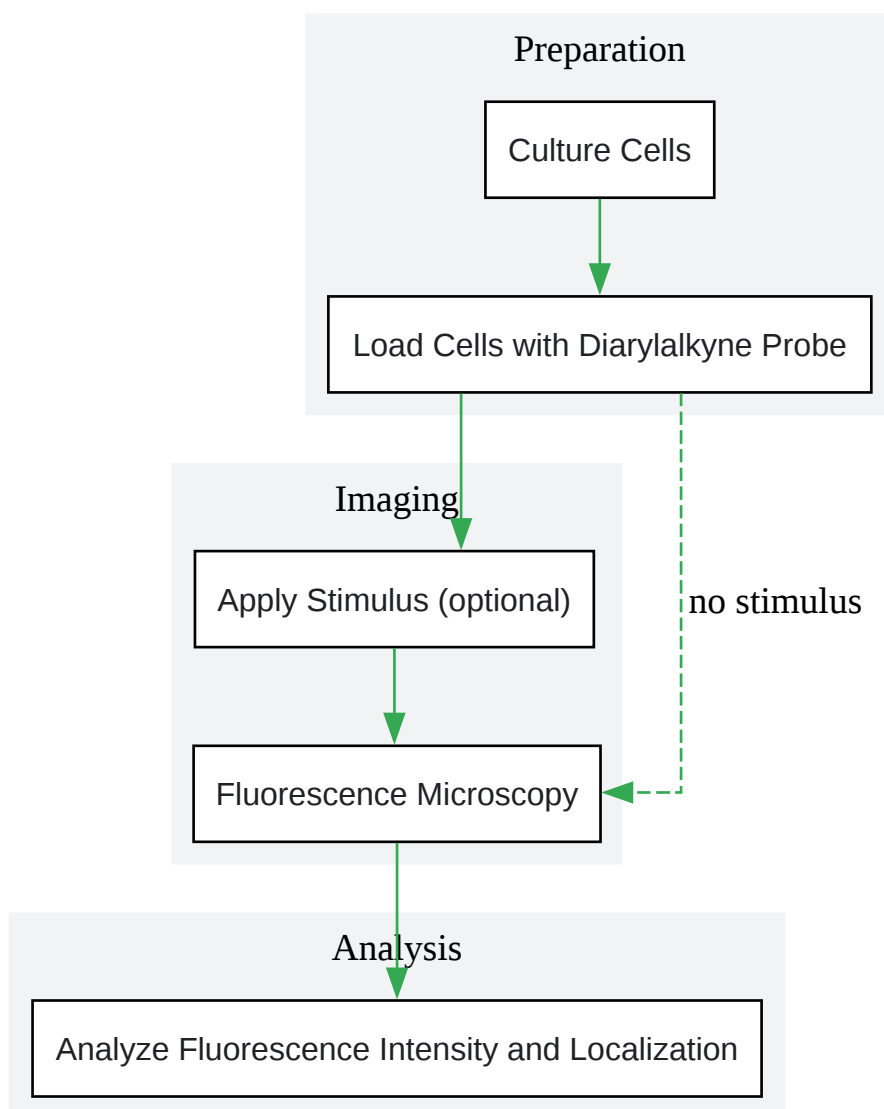 Preparation
Culture Cells
Load Cells with Diarylalkyne Probe
Imaging
Apply Stimulus (optional)
no stimulus
Fluorescence Microscopy
Analysis
Analyze Fluorescence Intensity and Localization